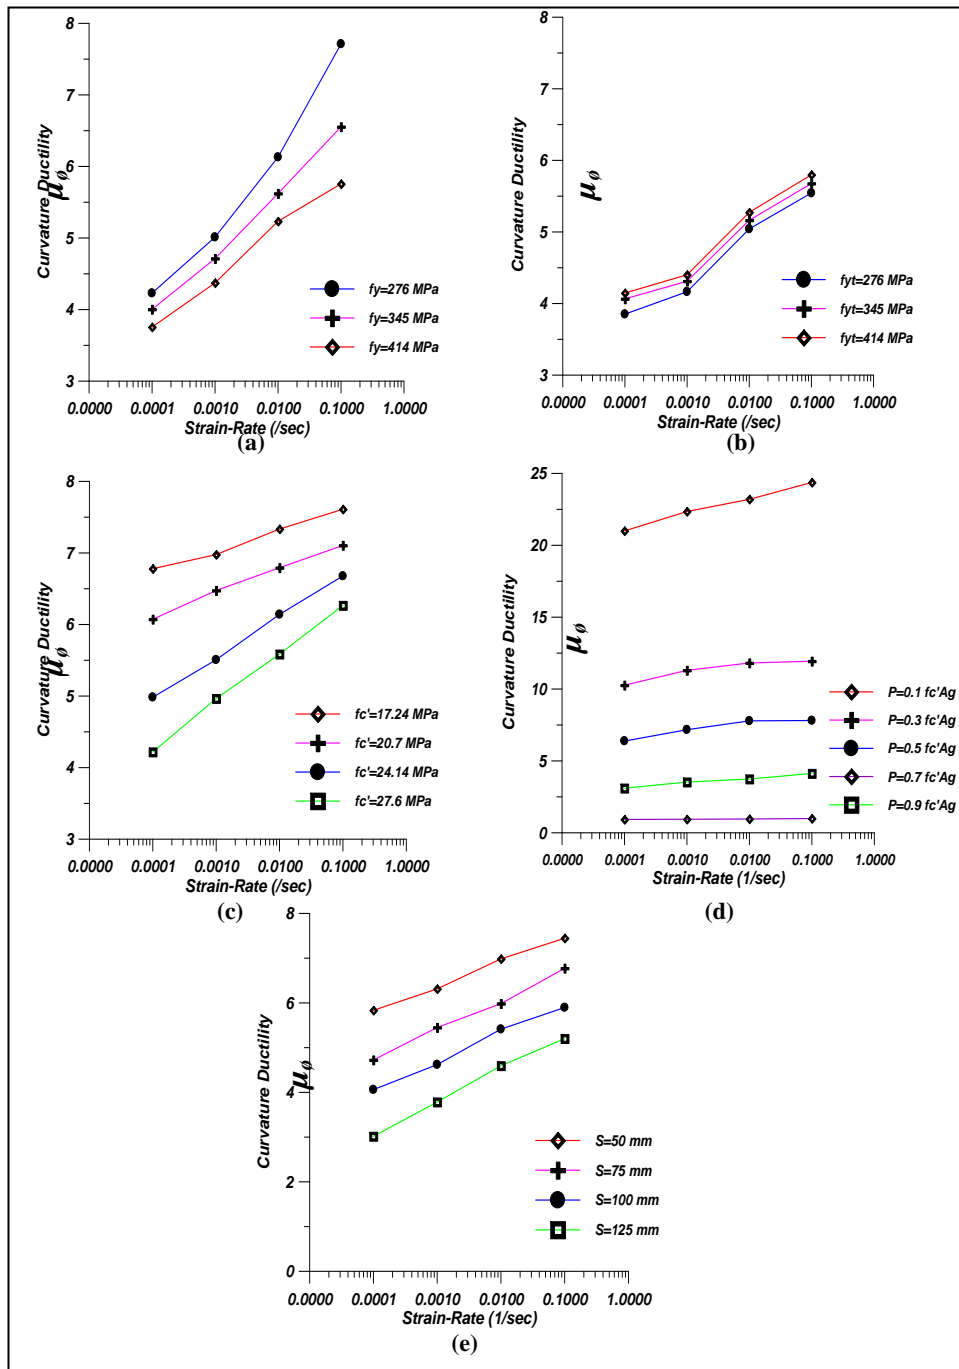 8
7
6
5
4
3
Curvature Ductility
μ_ø
fy=276 MPa
fy=345 MPa
fy=414 MPa
0.0000 0.0001 0.0010 0.0100 0.1000 1.0000
Strain-Rate (/sec)
(a)
8
7
6
5
4
3
Curvature Ductility
μ_ø
fyt=276 MPa
fyt=345 MPa
fyt=414 MPa
0.0000 0.0001 0.0010 0.0100 0.1000 1.0000
Strain-Rate (/sec)
(b)
8
7
6
5
4
3
Curvature Ductility
μ_ø
fc'=17.24 MPa
fc'=20.7 MPa
fc'=24.14 MPa
fc'=27.6 MPa
0.0000 0.0001 0.0010 0.0100 0.1000 1.0000
Strain-Rate (/sec)
(c)
25
20
15
10
5
0
Curvature Ductility
μ_ø
P=0.1 fc'Ag
P=0.3 fc'Ag
P=0.5 fc'Ag
P=0.7 fc'Ag
P=0.9 fc'Ag
0.0000 0.0001 0.0010 0.0100 0.1000 1.0000
Strain-Rate (1/sec)
(d)
8
6
4
2
0
Curvature Ductility
μ_ø
S=50 mm
S=75 mm
S=100 mm
S=125 mm
0.0000 0.0001 0.0010 0.0100 0.1000 1.0000
Strain-Rate (1/sec)
(e)